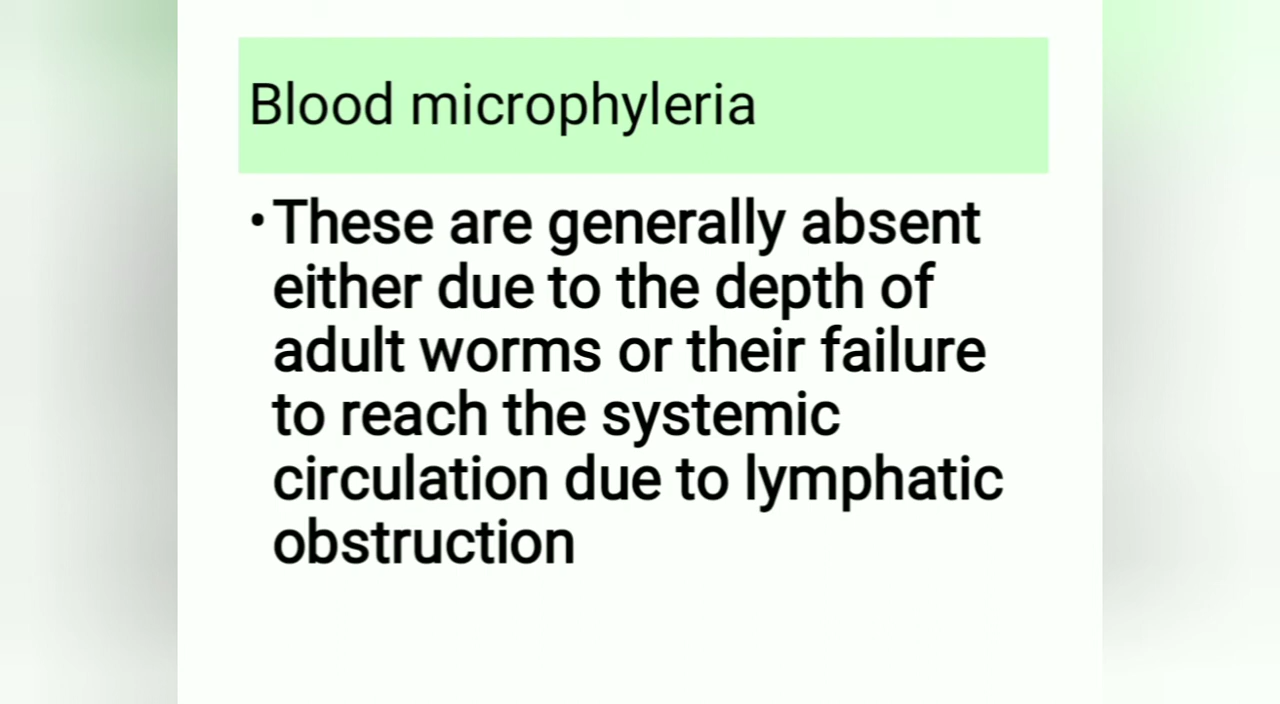 Blood microphyleria
•These are generally absent
either due to the depth of
adult worms or their failure
to reach the systemic
circulation due to lymphatic
obstruction